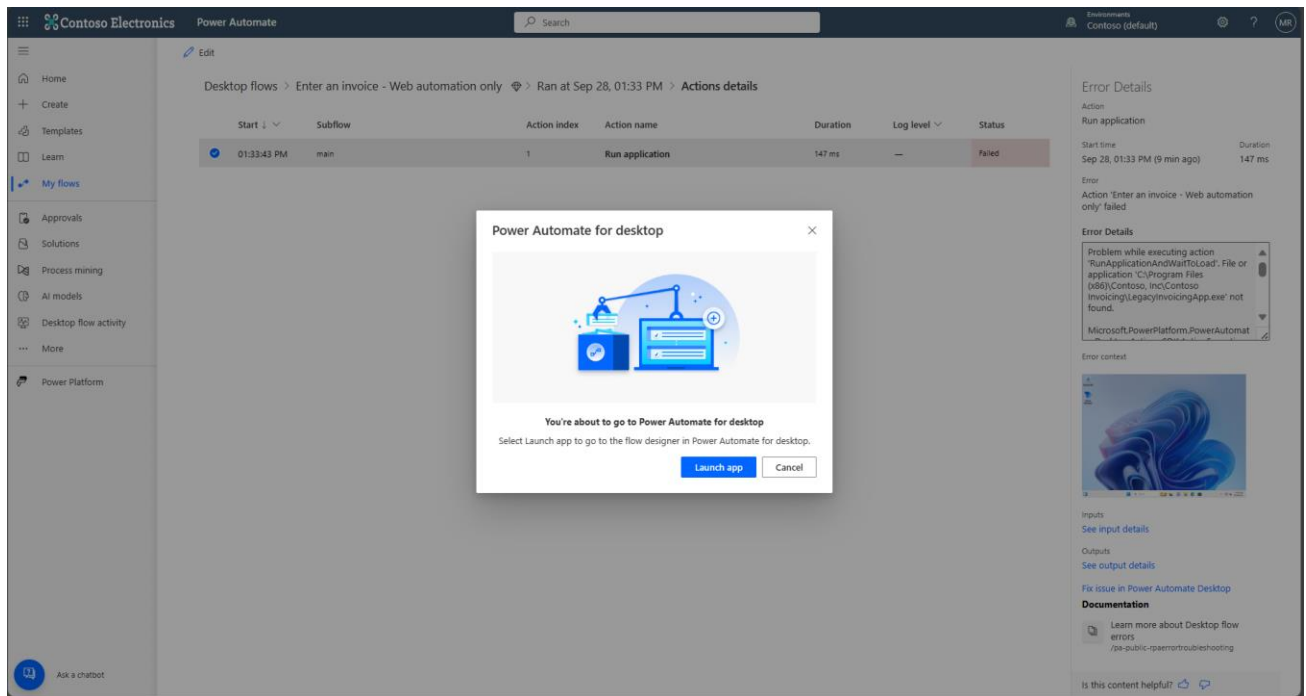 Contoso Electronics
Power Automate
Search
Environments
Contoso (default)
?
MR
Home
Create
Templates
Learn
My flows
Approvals
Solutions
Process mining
AI models
Desktop flow activity
More
Power Platform
Ask a chatbot
Edit
Desktop flows > Enter an invoice - Web automation only > Ran at Sep 28, 01:33 PM > Actions details
Start ↓ Subflow Action index Action name Duration Log level Status
01:33:43 PM main 1 Run application 147 ms — Failed
Power Automate for desktop
You're about to go to Power Automate for desktop
Select Launch app to go to the flow designer in Power Automate for desktop.
Launch app
Cancel
Error Details
Action
Run application
Start time Duration
Sep 28, 01:33 PM (9 min ago) 147 ms
Error
Action 'Enter an invoice - Web automation
only' failed
Error Details
Problem while executing action
'RunApplicationAndWaitToLoad'. File or
application 'C:\Program Files
(x86)\Contoso, Inc\Contoso
Invoicing\LegacyInvoicingApp.exe' not
found.
Microsoft.PowerPlatform.PowerAutomat
Error context
Inputs
See input details
Outputs
See output details
Fix issue in Power Automate Desktop
Documentation
Learn more about Desktop flow
errors
/pa-public-rpaerrortroubleshooting
Is this content helpful?